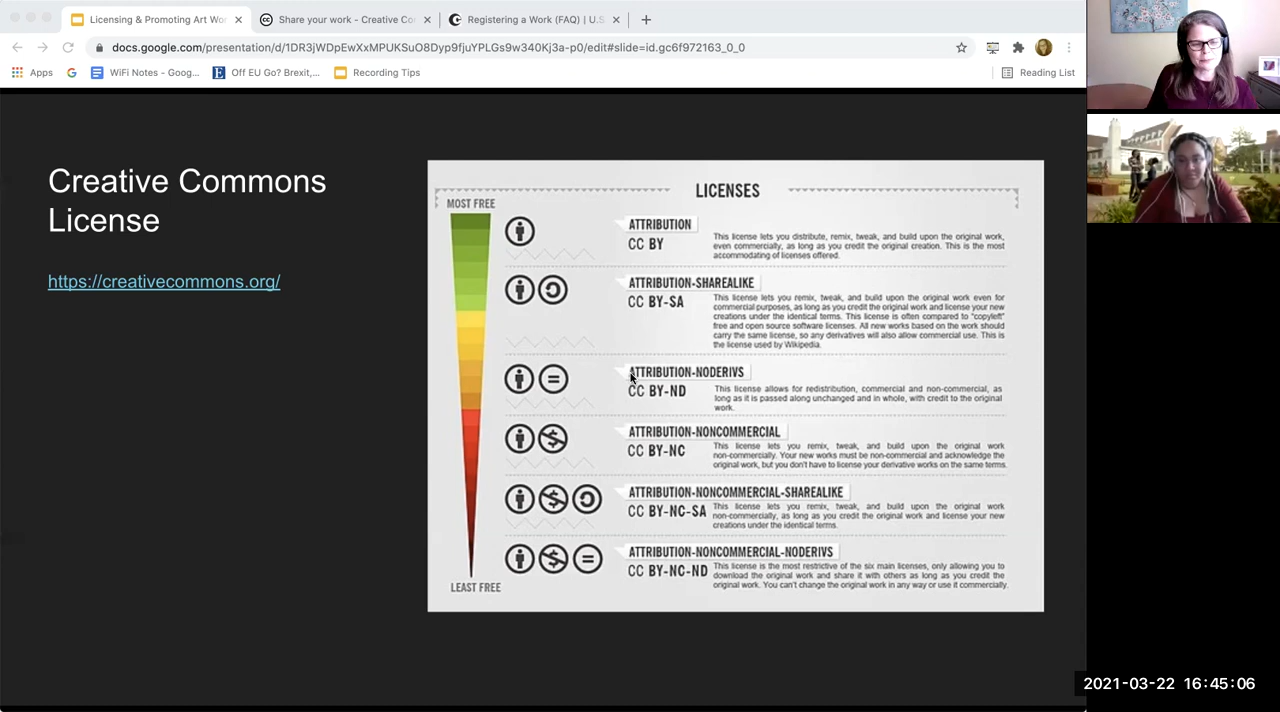 Licensing & Promoting Art Wor
Share your work - Creative Co
Registering a Work (FAQ) | U.S
docs.google.com/presentation/d/1DR3jWDpEwXxMPUKSuO8Dyp9fjuYPLGs9w340Kj3a-p0/edit#slide=id.gc6f972163_0_0
Apps
WiFi Notes - Goog...
Off EU Go? Brexit,...
Recording Tips
Reading List
Creative Commons
License
https://creativecommons.org/
LICENSES
MOST FREE
ATTRIBUTION
CC BY
This license lets you distribute, remix, tweak, and build upon the original work,
even commercially, as long as you credit the original creation. This is the most
accommodating of licenses offered.
ATTRIBUTION-SHAREALIKE
CC BY-SA
This license lets you remix, tweak, and build upon the original work even for
commercial purposes, as long as you credit the original work and license your new
creations under the identical terms. This license is often compared to "copyleft"
free and open source software licenses. All new works based on the work should
carry the same license, so any derivatives will also allow commercial use. This is
the license used by Wikipedia.
ATTRIBUTION-NODERIVS
CC BY-ND
This license allows for redistribution, commercial and non-commercial, as
long as it is passed along unchanged and in whole, with credit to the original
work.
ATTRIBUTION-NONCOMMERCIAL
CC BY-NC
This license lets you remix, tweak, and build upon the original work
non-commercially. Your new works must be non-commercial and acknowledge the
original work, but you don't have to license your derivative works on the same terms.
ATTRIBUTION-NONCOMMERCIAL-SHAREALIKE
CC BY-NC-SA
This license lets you remix, tweak, and build upon the original work
non-commercially, as long as you credit the original work and license your new
creations under the identical terms.
ATTRIBUTION-NONCOMMERCIAL-NODERIVS
CC BY-NC-ND
This license is the most restrictive of the six main licenses, only allowing you to
download the original work and share it with others as long as you credit the
original work. You can't change the original work in any way or use it commercially.
LEAST FREE
2021-03-22 16:45:06